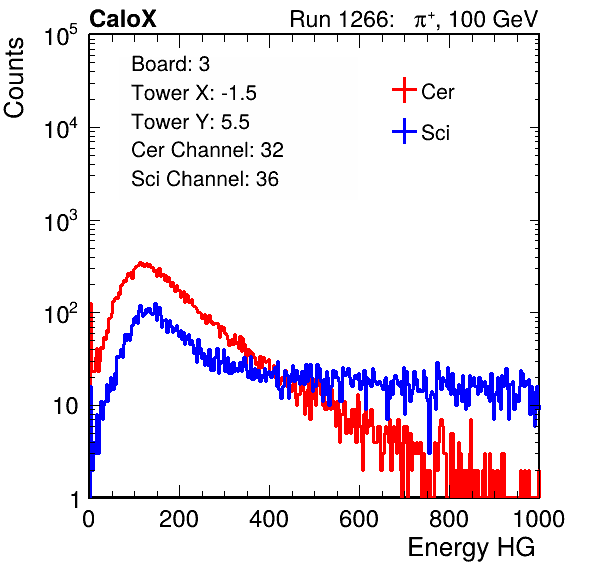 CaloX Run 1266: π⁺, 100 GeV
Counts
10⁵
10⁴
10³
10²
10
1
Board: 3
Tower X: -1.5
Tower Y: 5.5
Cer Channel: 32
Sci Channel: 36
Cer
Sci
0 200 400 600 800 1000
Energy HG